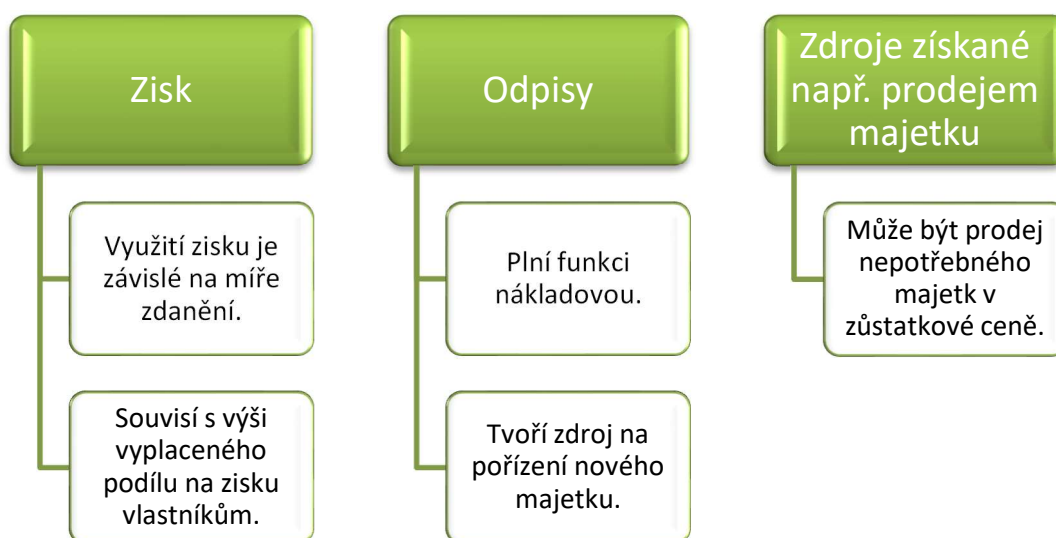 Zisk
Využití zisku je
závislé na míře
zdanění.
Souvisí s výši
vyplaceného
podílu na zisku
vlastníkům.
Odpisy
Plní funkci
nákladovou.
Tvoří zdroj na
pořízení nového
majetku.
Zdroje získané
např. prodejem
majetku
Může být prodej
nepotřebného
majetk v
zůstatkové ceně.